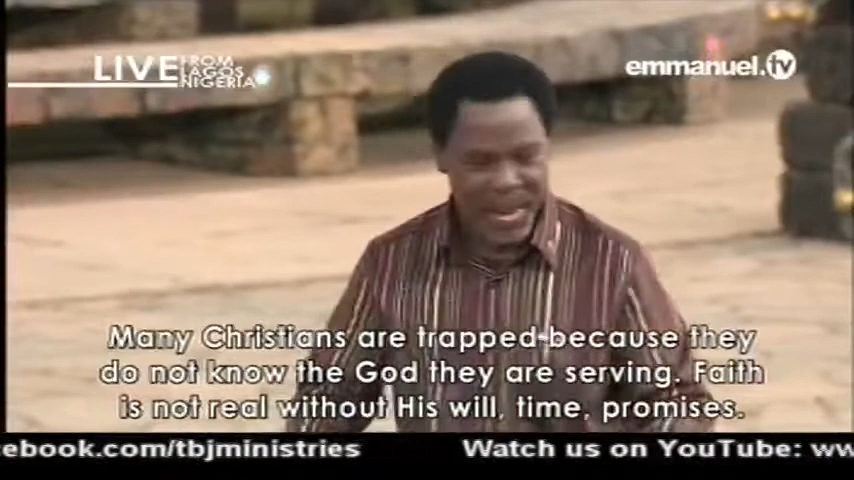 LIVE FROM
LAGOS
NIGERIA
emmanuel.tv
Many Christians are trapped because they
do not know the God they are serving. Faith
is not real without His will, time, promises.
cebook.com/tbjministries Watch us on YouTube: ww